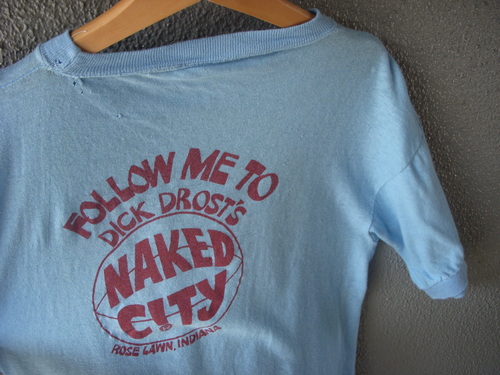 FOLLOW ME TO
DICK DROST'S
NAKED
CITY
ROSE LAWN, INDIANA